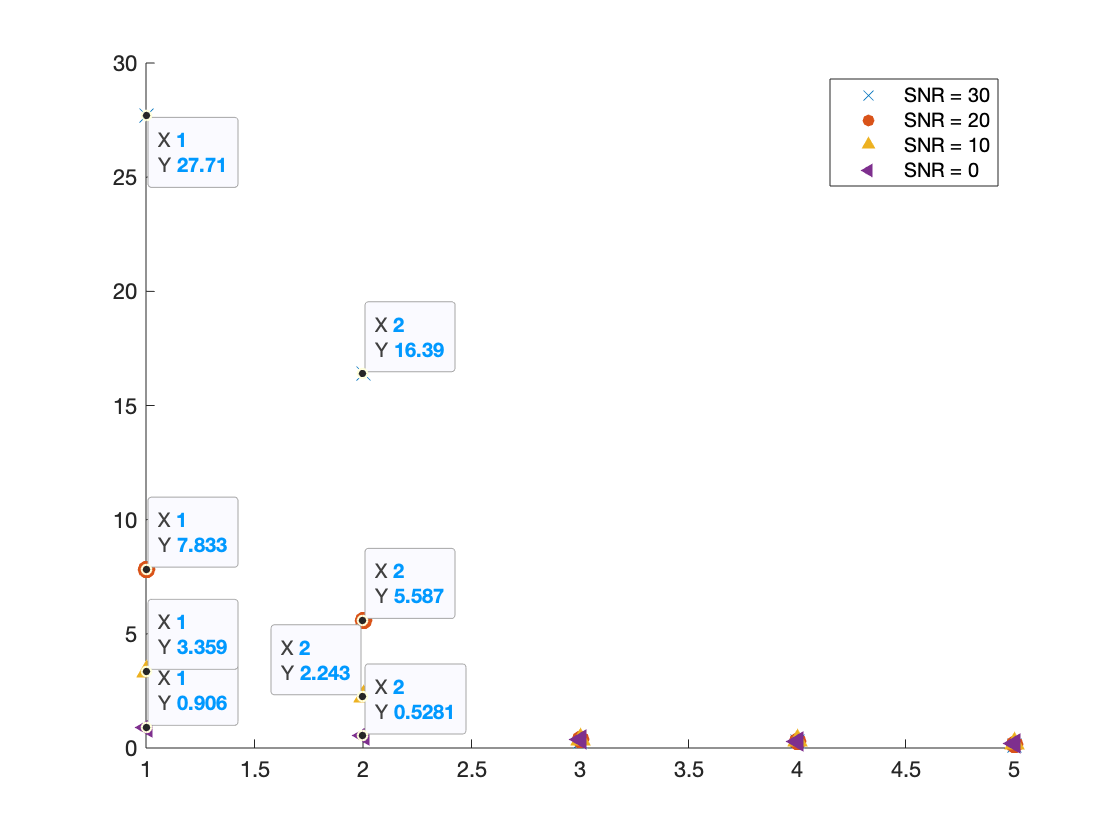 30
SNR = 30
SNR = 20
SNR = 10
SNR = 0
X 1
Y 27.71
25
20
X 2
Y 16.39
15
10
X 1
Y 7.833
X 2
Y 5.587
5
X 1
Y 3.359
X 2
Y 2.243
X 1
Y 0.906
X 2
Y 0.5281
0
1
1.5
2
2.5
3
3.5
4
4.5
5